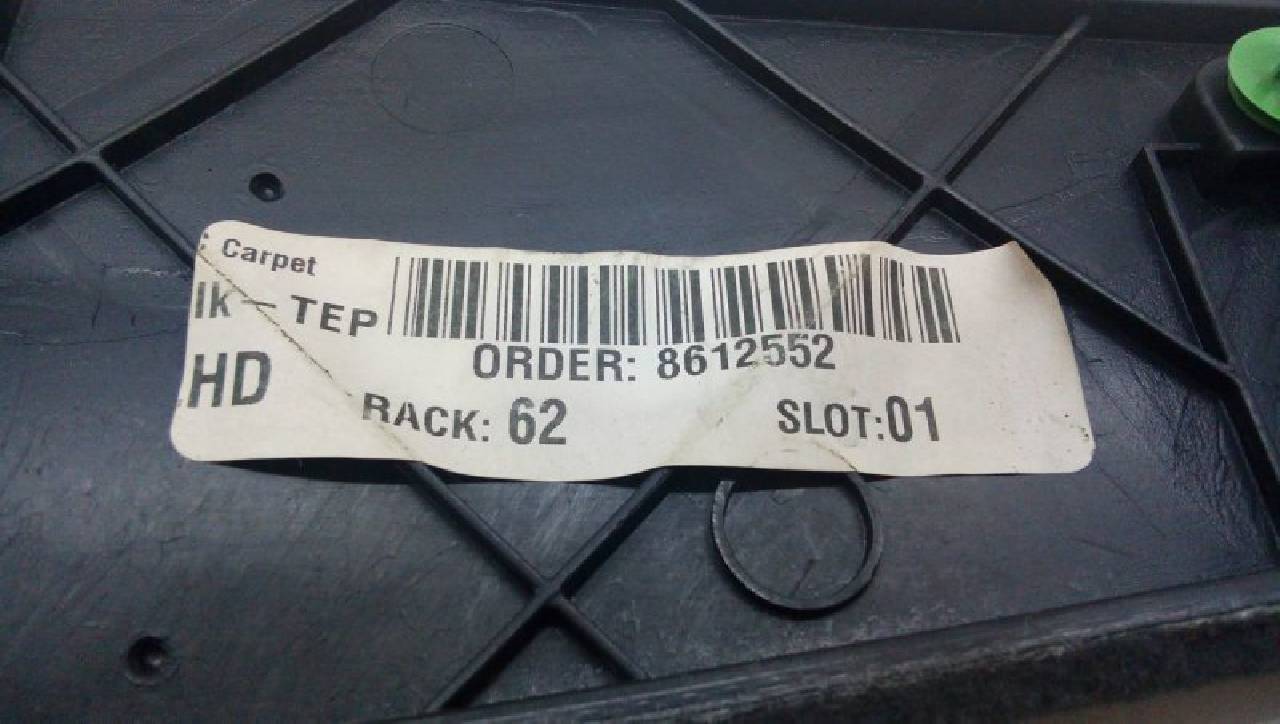 Carpet
IK - TEP
HD
ORDER: 8612552
RACK: 62 SLOT: 01